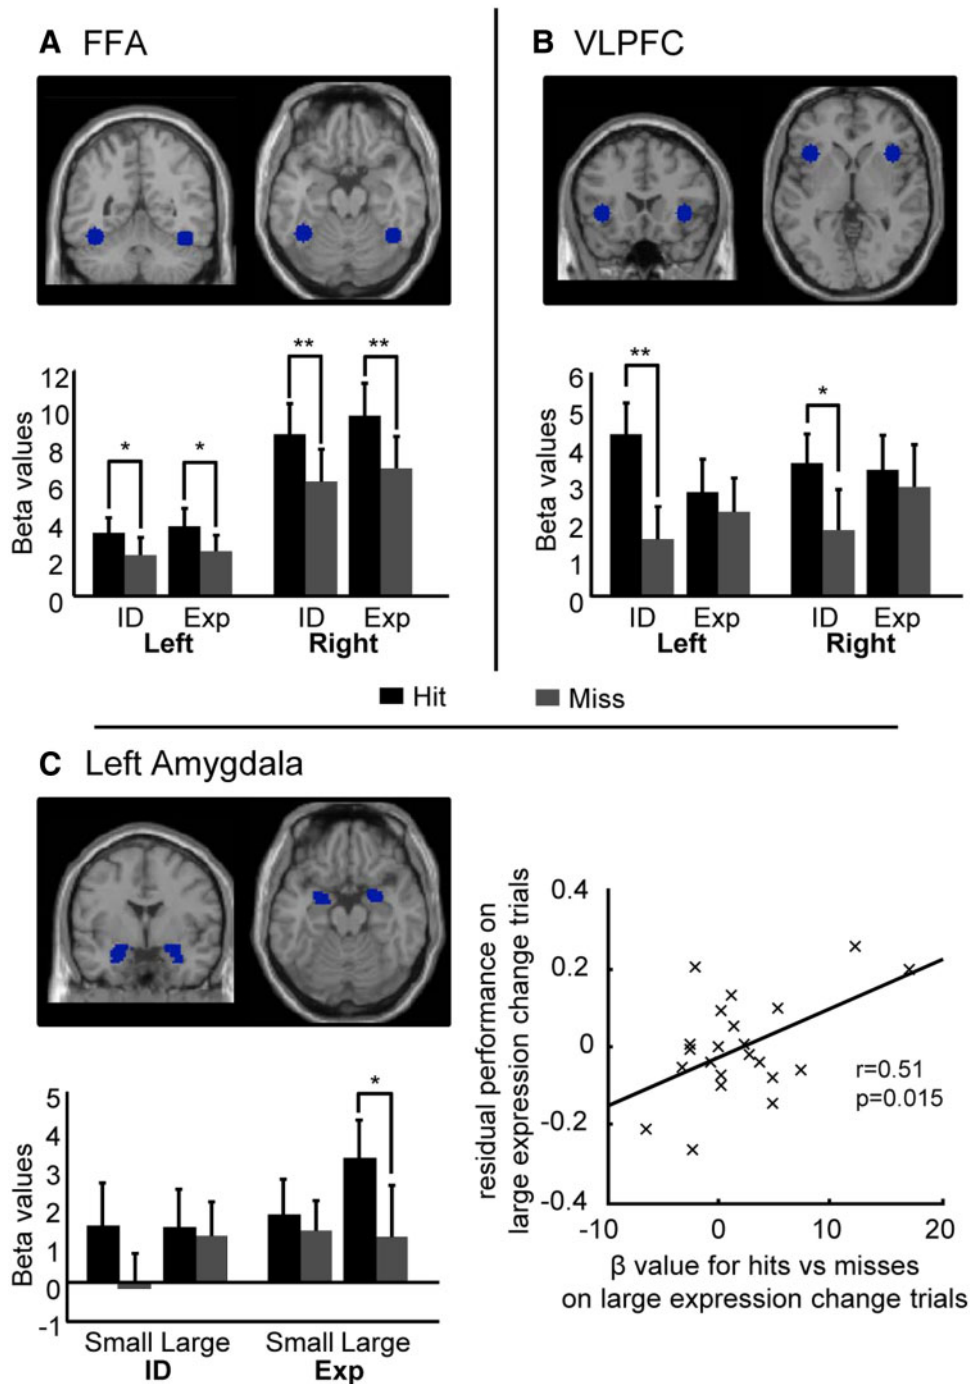 A FFA
B VLPFC
**
**
*
*
12
10
8
6
4
2
0
Beta values
ID Exp ID Exp
Left Right
**
*
6
5
4
3
2
1
0
Beta values
ID Exp ID Exp
Left Right
Hit Miss
C Left Amygdala
*
5
4
3
2
1
0
-1
Beta values
Small Large Small Large
ID Exp
residual performance on
large expression change trials
0.4
0.2
0
-0.2
-0.4
r=0.51
p=0.015
-10 0 10 20
β value for hits vs misses
on large expression change trials